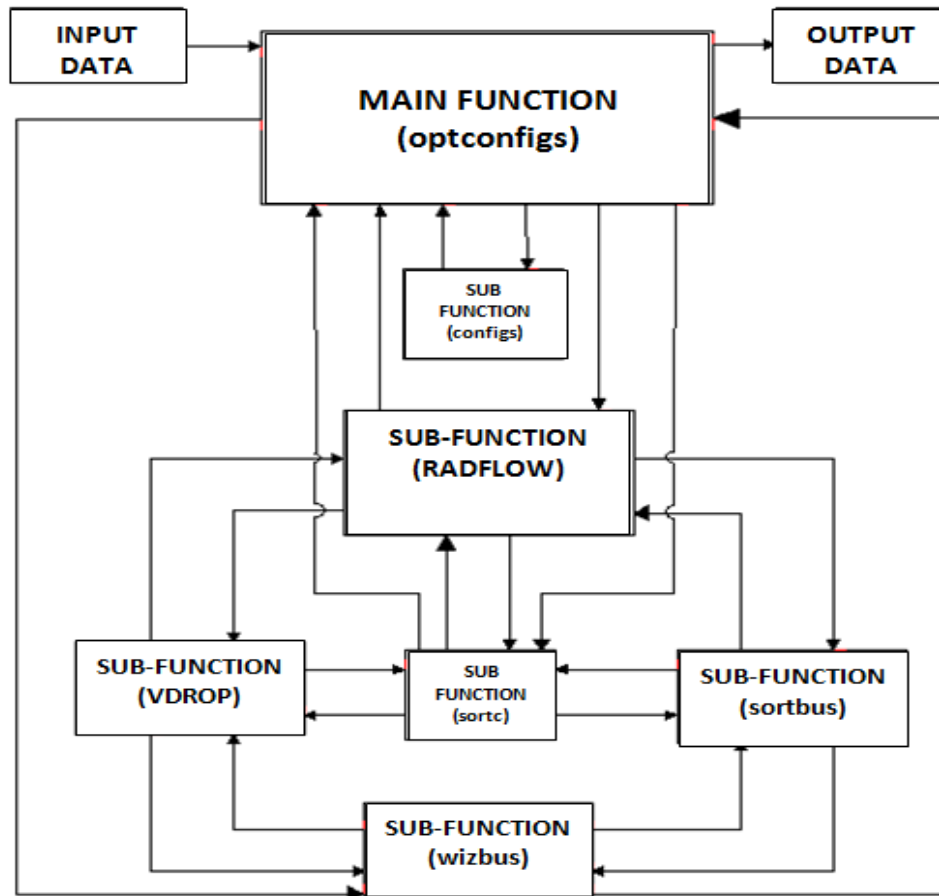 INPUT
DATA
MAIN FUNCTION
(optconfigs)
OUTPUT
DATA
SUB
FUNCTION
(configs)
SUB-FUNCTION
(RADFLOW)
SUB-FUNCTION
(VDROP)
SUB
FUNCTION
(sortc)
SUB-FUNCTION
(sortbus)
SUB-FUNCTION
(wizbus)